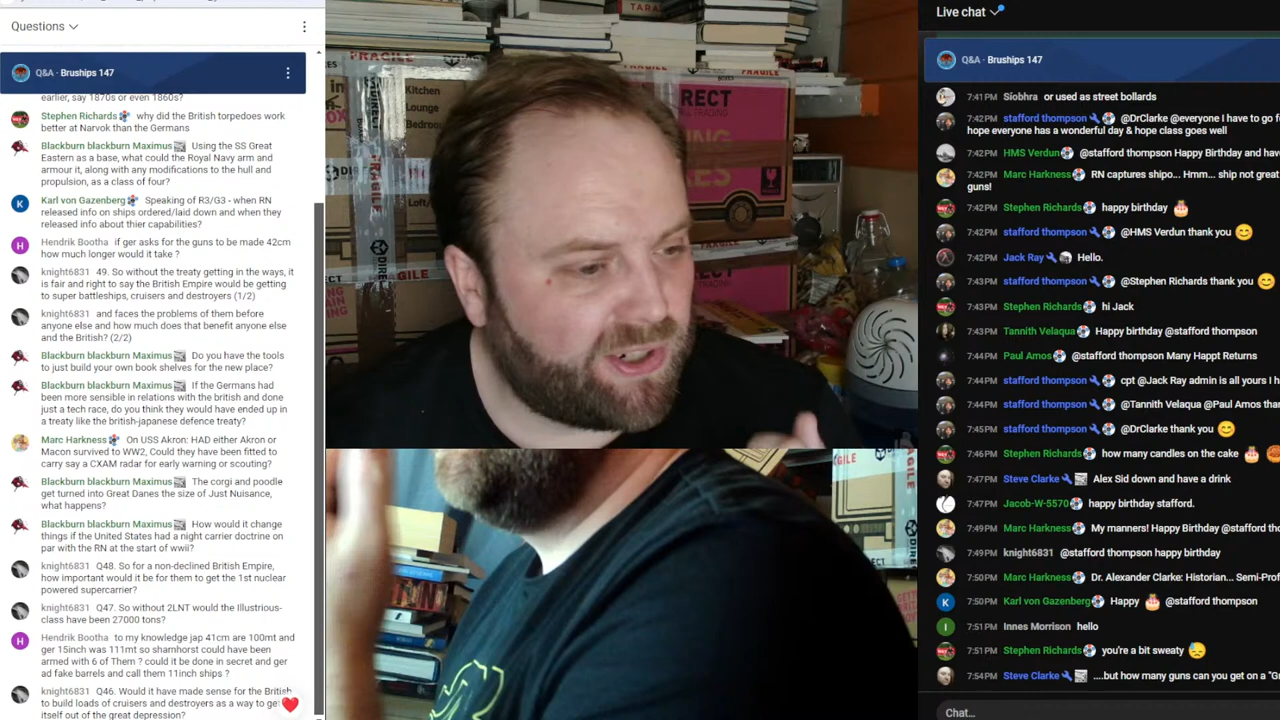 Questions
Q&A · Bruships 147
earlier, say 1870s or even 1860s?
Stephen Richards why did the British torpedoes work
better at Narvok than the Germans
Blackburn blackburn Maximus Using the SS Great
Eastern as a base, what could the Royal Navy arm and
armour it, along with any modifications to the hull and
propulsion, as a class of four?
Karl von Gazenberg Speaking of R3/G3 - when RN
released info on ships ordered/laid down and when they
released info about thier capabilities?
Hendrik Bootha if ger asks for the guns to be made 42cm
how much longer would it take ?
knight6831 49. So without the treaty getting in the ways, it
is fair and right to say the British Empire would be getting
to super battleships, cruisers and destroyers (1/2)
knight6831 and faces the problems of them before
anyone else and how much does that benefit anyone else
and the British? (2/2)
Blackburn blackburn Maximus Do you have the tools
to just build your own book shelves for the new place?
Blackburn blackburn Maximus If the Germans had
been more sensible in relations with the british and done
just a tech race, do you think they would have ended up in
a treaty like the british-japanese defence treaty?
Marc Harkness On USS Akron: HAD either Akron or
Macon survived to WW2, Could they have been fitted to
carry say a CXAM radar for early warning or scouting?
Blackburn blackburn Maximus The corgi and poodle
get turned into Great Danes the size of Just Nuisance,
what happens?
Blackburn blackburn Maximus How would it change
things if the United States had a night carrier doctrine on
par with the RN at the start of wwii?
knight6831 Q48. So for a non-declined British Empire,
how important would it be for them to get the 1st nuclear
powered supercarrier?
knight6831 Q47. So without 2LNT would the Illustrious-
class have been 27000 tons?
Hendrik Bootha to my knowledge jap 41cm are 100mt and
ger 15inch was 111mt so shamhorst could have been
armed with 6 of Them ? could it be done in secret and ger
ad fake barrels and call them 11inch ships ?
knight6831 Q46. Would it have made sense for the British
to build loads of cruisers and destroyers as a way to get
itself out of the great depression?
FRAGILE
FRAGILE
TARA
Kitchen
Lounge
Bedroom
Loft/
RECT
FRAGILE
Live chat
Q&A · Bruships 147
7:41 PM Síobhra or used as street bollards
7:42 PM stafford thompson @DrClarke @everyone I have to go f
hope everyone has a wonderful day & hope class goes well
7:42 PM HMS Verdun @stafford thompson Happy Birthday and have
7:42 PM Marc Harkness RN captures shipo... Hmm... ship not great
guns!
7:42 PM Stephen Richards happy birthday 🎂
7:42 PM stafford thompson @HMS Verdun thank you 😊
7:42 PM Jack Ray Hello.
7:43 PM stafford thompson @Stephen Richards thank you 😊
7:43 PM Stephen Richards hi Jack
7:43 PM Tannith Velaqua Happy birthday @stafford thompson
7:44 PM Paul Amos @stafford thompson Many Happt Returns
7:44 PM stafford thompson cpt @Jack Ray admin is all yours I h
7:44 PM stafford thompson @Tannith Velaqua @Paul Amos than
7:45 PM stafford thompson @DrClarke thank you 😊
7:46 PM Stephen Richards how many candles on the cake 🎂
7:47 PM Steve Clarke Alex Sid down and have a drink
7:47 PM Jacob-W-5570 happy birthday stafford.
7:49 PM Marc Harkness My manners! Happy Birthday @stafford tho
7:49 PM knight6831 @stafford thompson happy birthday
7:50 PM Marc Harkness Dr. Alexander Clarke: Historian... Semi-Prof
7:50 PM Karl von Gazenberg Happy 🎂 @stafford thompson
7:51 PM Innes Morrison hello
7:51 PM Stephen Richards you're a bit sweaty 😓
7:54 PM Steve Clarke ....but how many guns can you get on a "G
Chat...